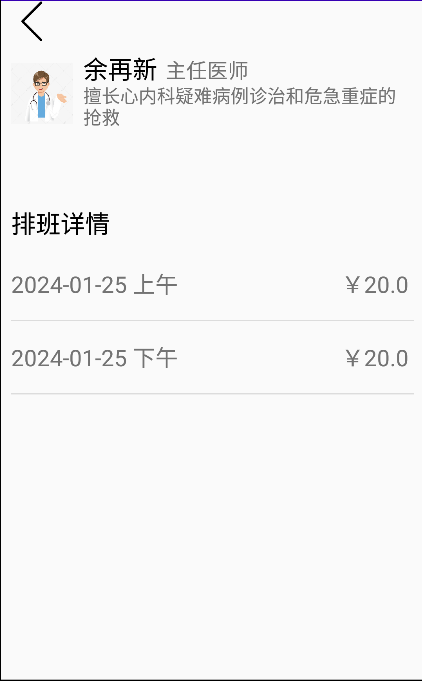 余再新 主任医师
擅长心内科疑难病例诊治和危急重症的
抢救
排班详情
2024-01-25 上午 ￥20.0
2024-01-25 下午 ￥20.0